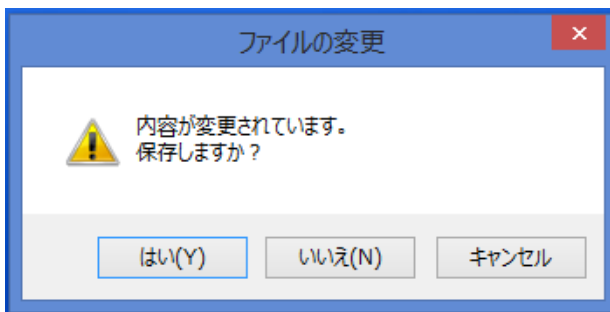 ファイルの変更
内容が変更されています。
保存しますか？
はい(Y)
いいえ(N)
キャンセル